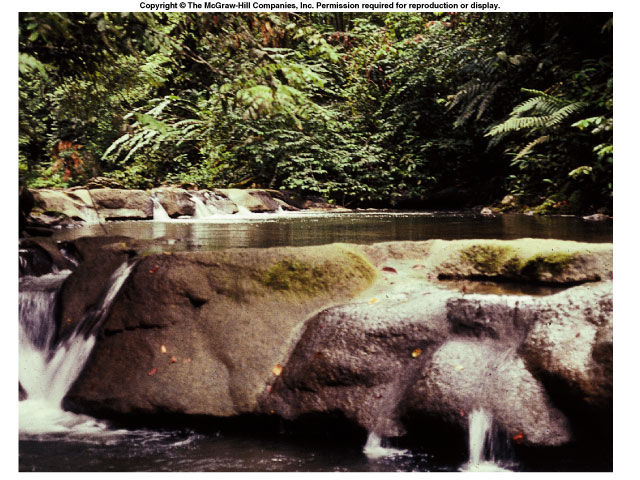 Copyright © The McGraw-Hill Companies, Inc. Permission required for reproduction or display.